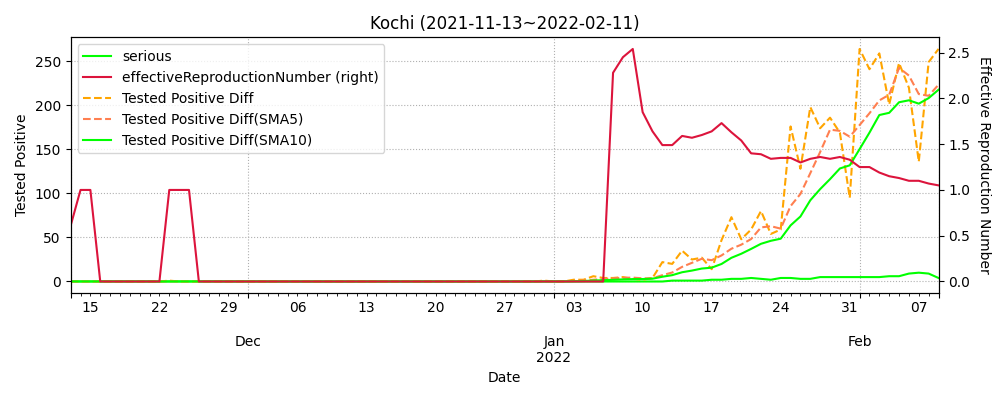 Kochi (2021-11-13~2022-02-11)
serious
effectiveReproductionNumber (right)
Tested Positive Diff
Tested Positive Diff(SMA5)
Tested Positive Diff(SMA10)
Tested Positive
250
200
150
100
50
0
2.5
2.0
1.5
1.0
0.5
0.0
Effective Reproduction Number
15 22 29 06 13 20 27 03 10 17 24 31 07
Dec Jan Feb
2022
Date